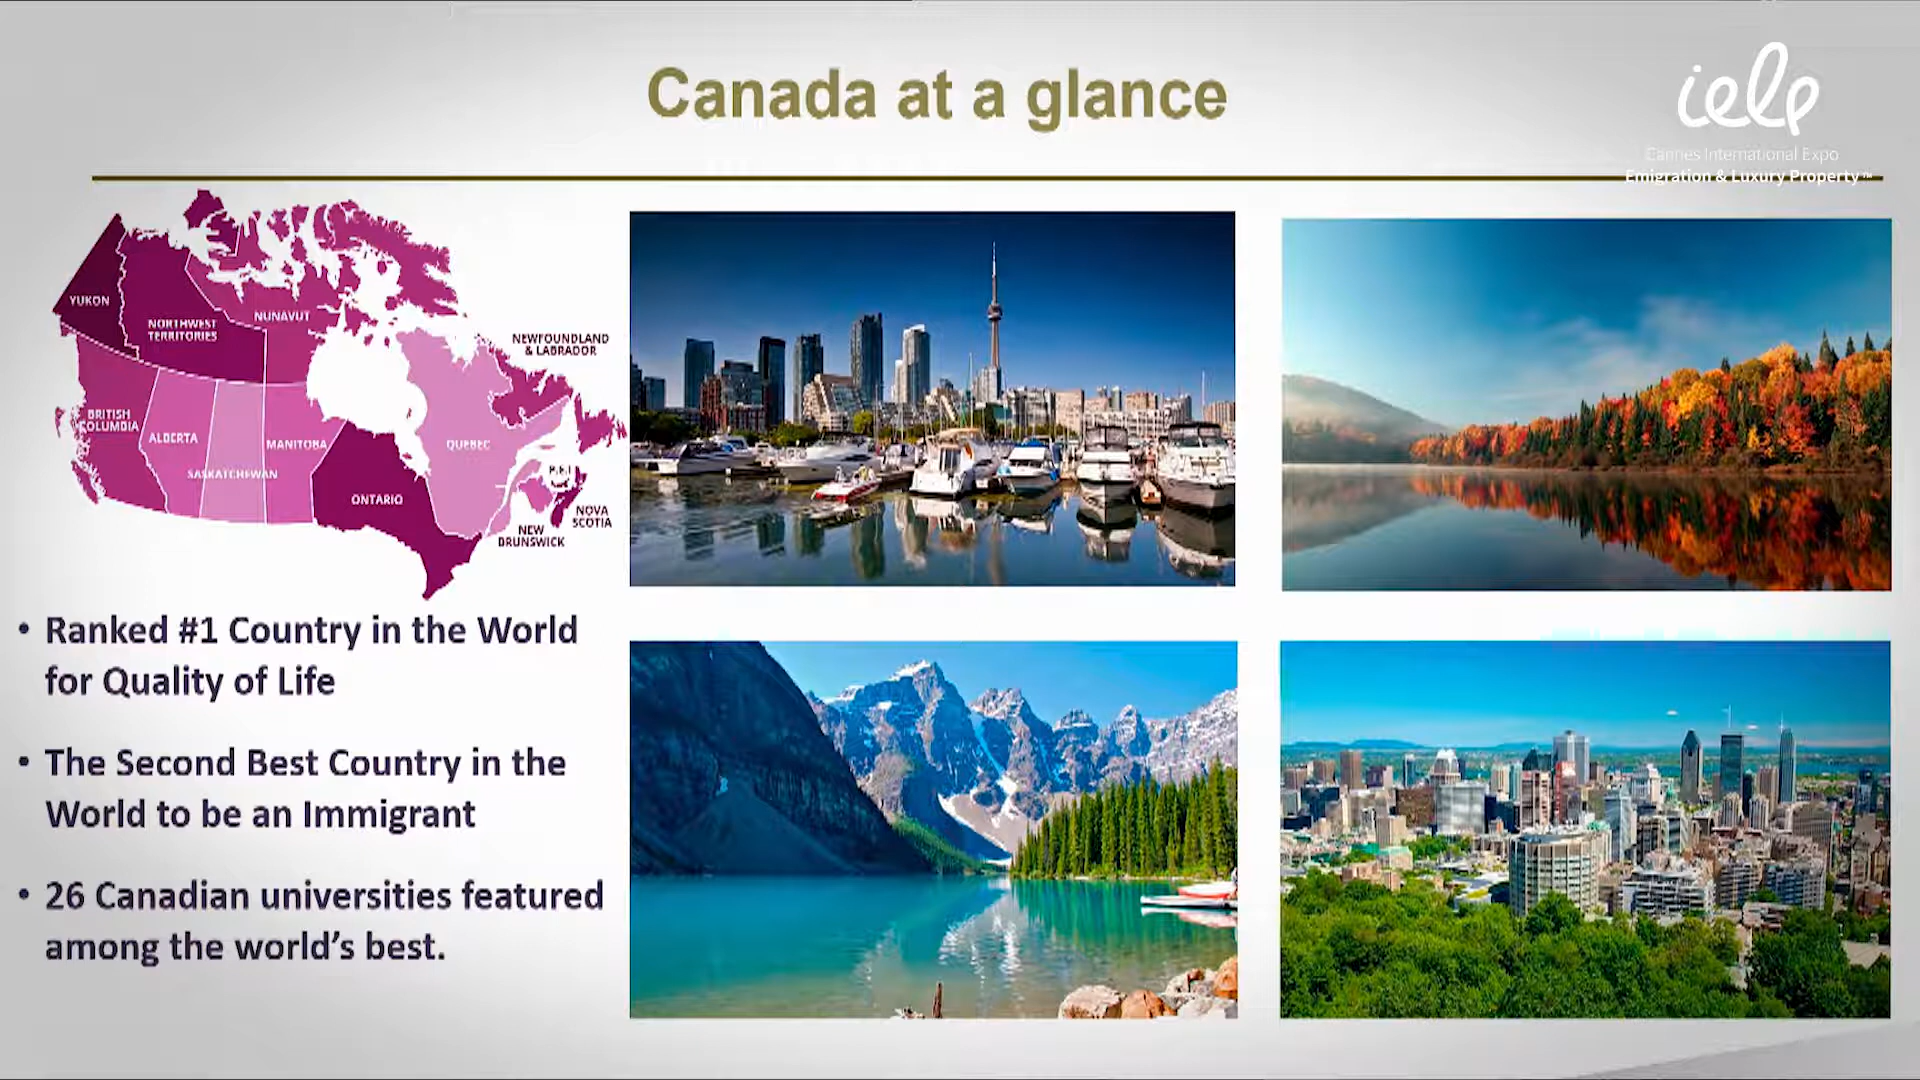 Canada at a glance
ielp
Cannes International Expo
Emigration & Luxury Property™
YUKON
NORTHWEST
TERRITORIES
NUNAVUT
NEWFOUNDLAND
& LABRADOR
BRITISH
COLUMBIA
ALBERTA
SASKATCHEWAN
MANITOBA
ONTARIO
QUEBEC
P.E.I
NOVA
SCOTIA
NEW
BRUNSWICK
• Ranked #1 Country in the World
for Quality of Life
• The Second Best Country in the
World to be an Immigrant
• 26 Canadian universities featured
among the world’s best.